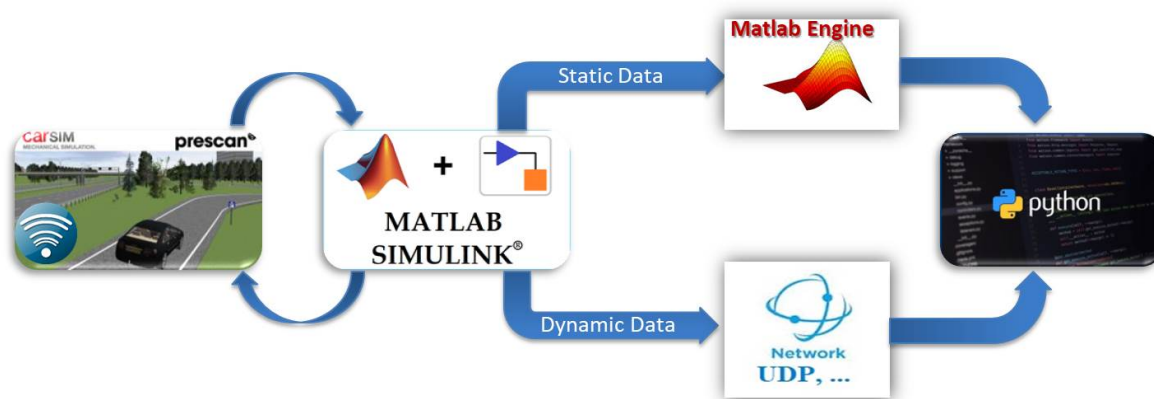 carSIM
MECHANICAL SIMULATION.
prescan
+
MATLAB
SIMULINK®
Static Data
Matlab Engine
Dynamic Data
Network
UDP, ...
python